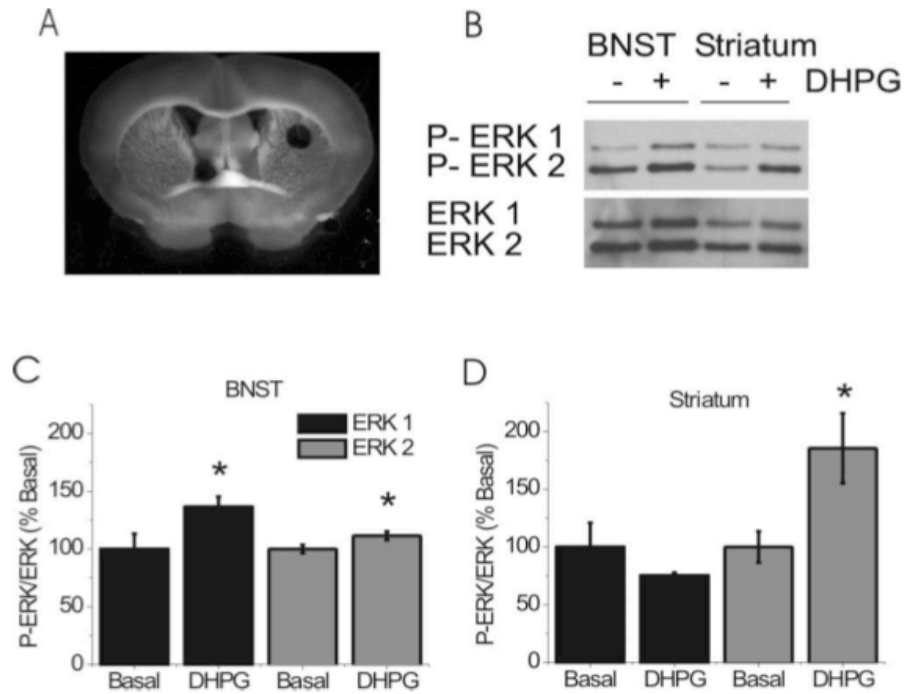 A
B
BNST Striatum
- + - + DHPG
P- ERK 1
P- ERK 2
ERK 1
ERK 2
C
BNST
ERK 1
ERK 2
P-ERK/ERK (% Basal)
200
150
100
50
0
*
*
Basal DHPG Basal DHPG
D
Striatum
P-ERK/ERK (% Basal)
200
150
100
50
0
*
Basal DHPG Basal DHPG